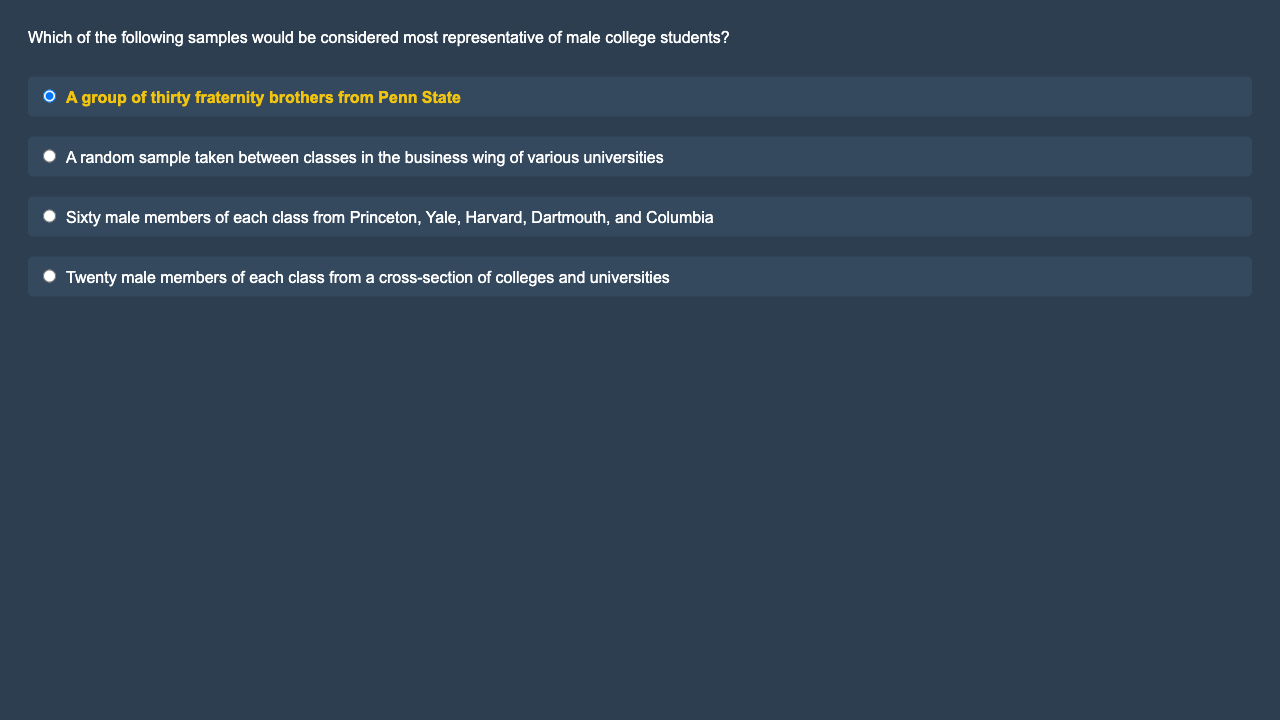 Which of the following samples would be considered most representative of male college students?
A group of thirty fraternity brothers from Penn State
A random sample taken between classes in the business wing of various universities
Sixty male members of each class from Princeton, Yale, Harvard, Dartmouth, and Columbia
Twenty male members of each class from a cross-section of colleges and universities